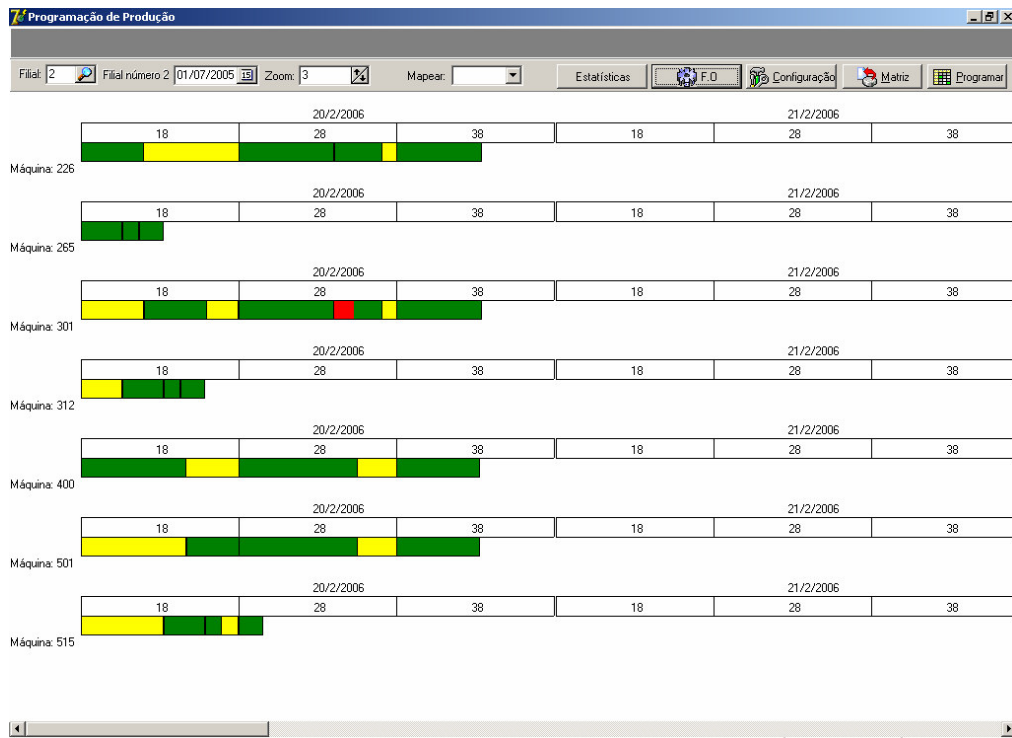 Programação de Produção
Filial: 2 Filial número 2 01/07/2005 15 Zoom: 3 Mapear: Estatísticas F.O Configuração Matriz Programar
20/2/2006 21/2/2006
18 28 38 18 28 38
Máquina: 226
20/2/2006 21/2/2006
18 28 38 18 28 38
Máquina: 265
20/2/2006 21/2/2006
18 28 38 18 28 38
Máquina: 301
20/2/2006 21/2/2006
18 28 38 18 28 38
Máquina: 312
20/2/2006 21/2/2006
18 28 38 18 28 38
Máquina: 400
20/2/2006 21/2/2006
18 28 38 18 28 38
Máquina: 501
20/2/2006 21/2/2006
18 28 38 18 28 38
Máquina: 515